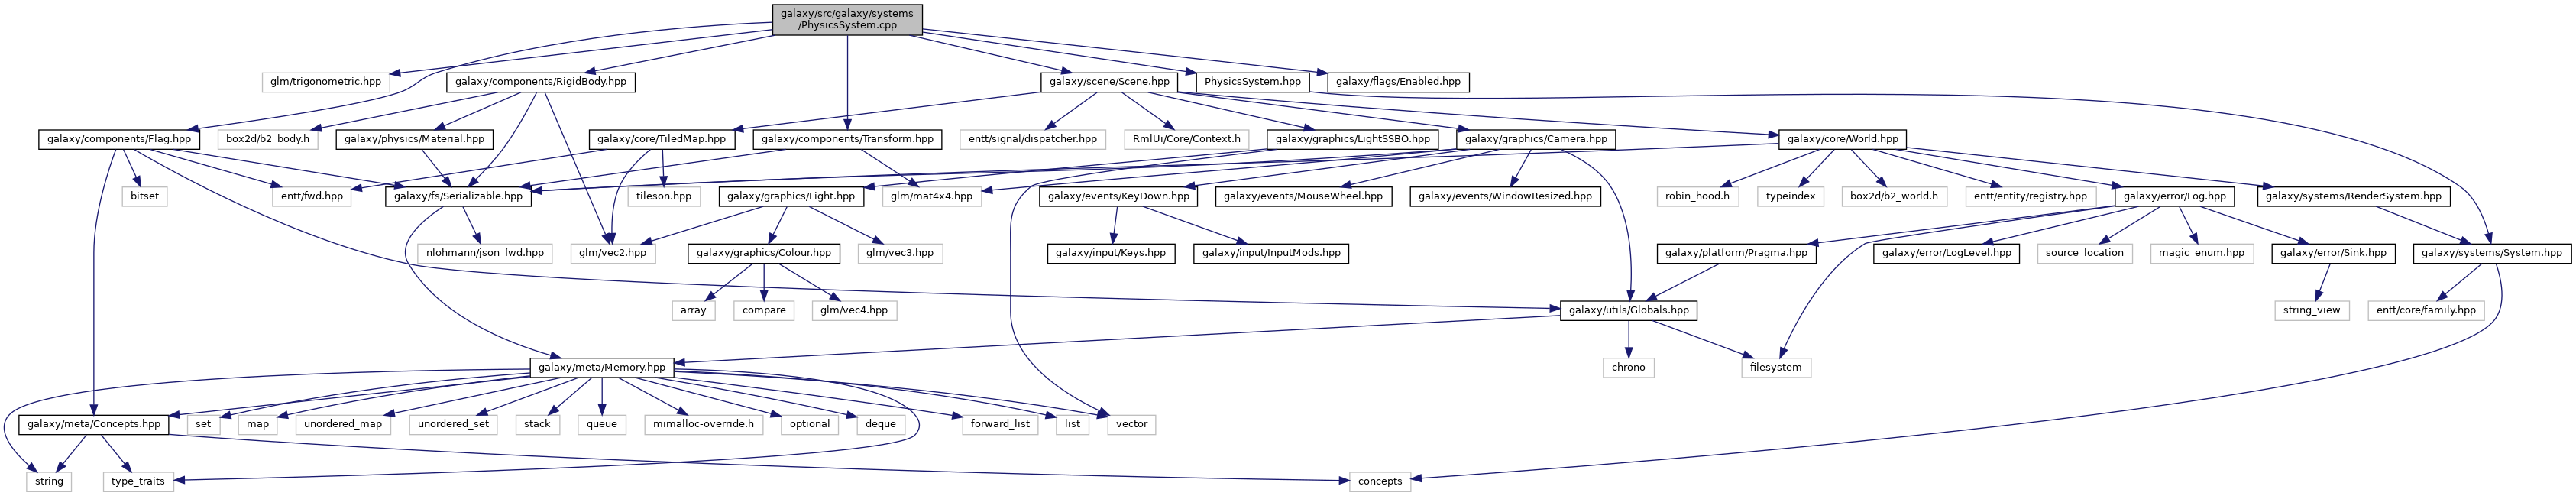 galaxy/src/galaxy/systems
/PhysicsSystem.cpp
glm/trigonometric.hpp
galaxy/components/RigidBody.hpp
galaxy/scene/Scene.hpp
PhysicsSystem.hpp
galaxy/flags/Enabled.hpp
galaxy/components/Flag.hpp
box2d/b2_body.h
galaxy/physics/Material.hpp
galaxy/core/TiledMap.hpp
galaxy/components/Transform.hpp
entt/signal/dispatcher.hpp
RmlUi/Core/Context.h
galaxy/graphics/LightSSBO.hpp
galaxy/graphics/Camera.hpp
galaxy/core/World.hpp
bitset
entt/fwd.hpp
galaxy/fs/Serializable.hpp
tileson.hpp
galaxy/graphics/Light.hpp
glm/mat4x4.hpp
galaxy/events/KeyDown.hpp
galaxy/events/MouseWheel.hpp
galaxy/events/WindowResized.hpp
robin_hood.h
typeindex
box2d/b2_world.h
entt/entity/registry.hpp
galaxy/error/Log.hpp
galaxy/systems/RenderSystem.hpp
nlohmann/json_fwd.hpp
glm/vec2.hpp
galaxy/graphics/Colour.hpp
glm/vec3.hpp
galaxy/input/Keys.hpp
galaxy/input/InputMods.hpp
galaxy/platform/Pragma.hpp
galaxy/error/LogLevel.hpp
source_location
magic_enum.hpp
galaxy/error/Sink.hpp
galaxy/systems/System.hpp
array
compare
glm/vec4.hpp
galaxy/utils/Globals.hpp
string_view
entt/core/family.hpp
galaxy/meta/Memory.hpp
chrono
filesystem
galaxy/meta/Concepts.hpp
set
map
unordered_map
unordered_set
stack
queue
mimalloc-override.h
optional
deque
forward_list
list
vector
string
type_traits
concepts